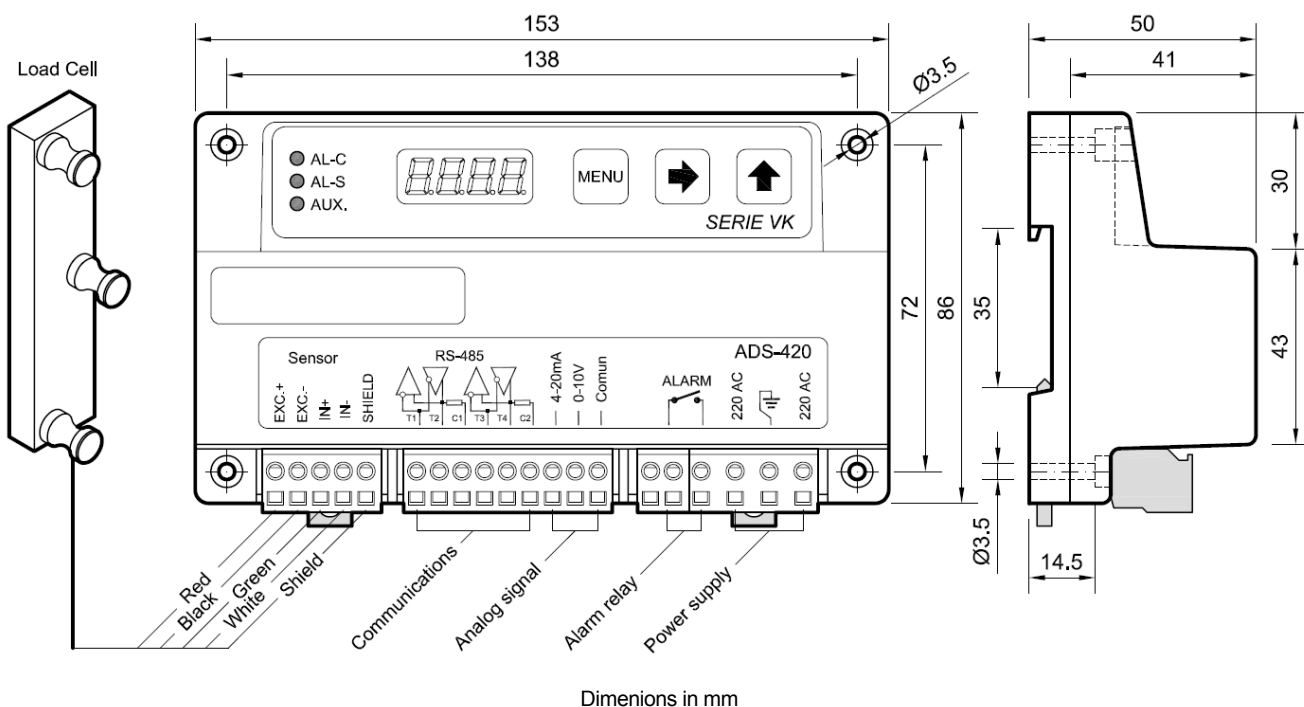 153
138
50
41
Load Cell
Ø3.5
AL-C
AL-S
AUX.
MENU
SERIE VK
30
72
86
35
43
Sensor
RS-485
ADS-420
EXC.+
EXC.-
IN+
IN-
SHIELD
T1
T2
C1
T3
T4
C2
4-20mA
0-10V
Comun
ALARM
220 AC
220 AC
Ø3.5
14.5
Red
Black
Green
White
Shield
Communications
Analog signal
Alarm relay
Power supply
Dimenions in mm